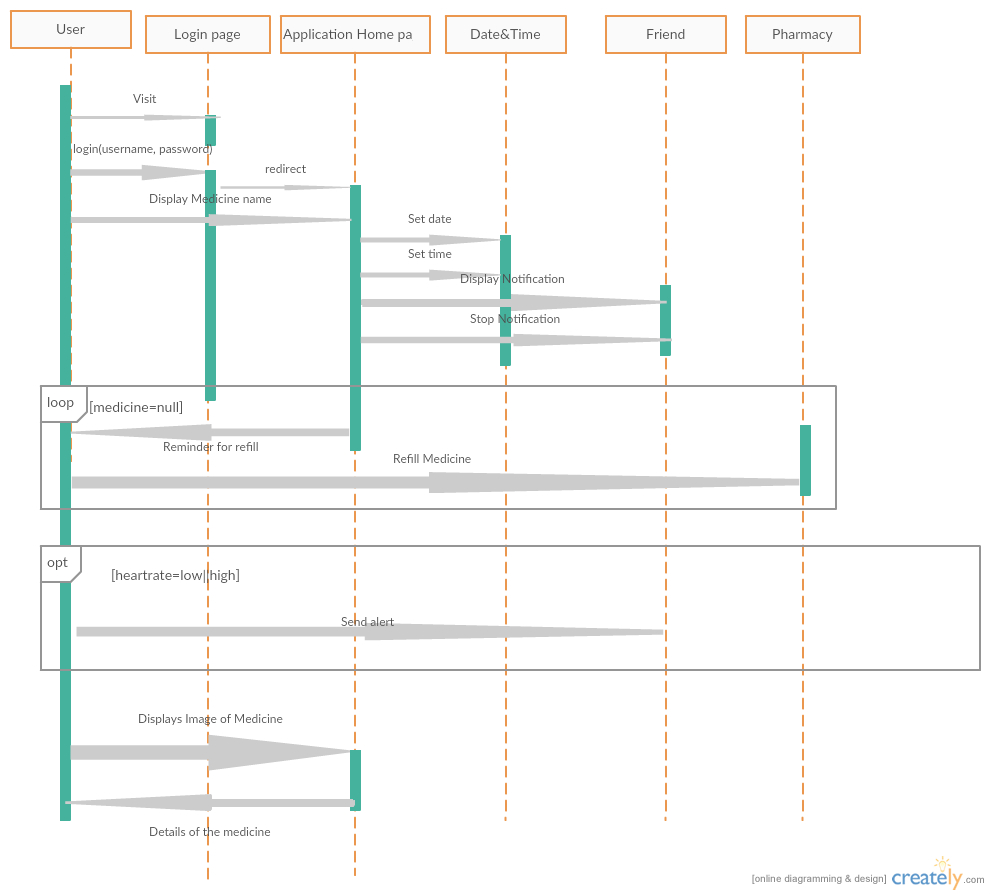 User
Login page
Application Home pa
Date&Time
Friend
Pharmacy
Visit
login(username, password)
redirect
Display Medicine name
Set date
Set time
Display Notification
Stop Notification
loop
[medicine=null]
Reminder for refill
Refill Medicine
opt
[heartrate=low||high]
Send alert
Displays Image of Medicine
Details of the medicine
[online diagramming & design] creately.com